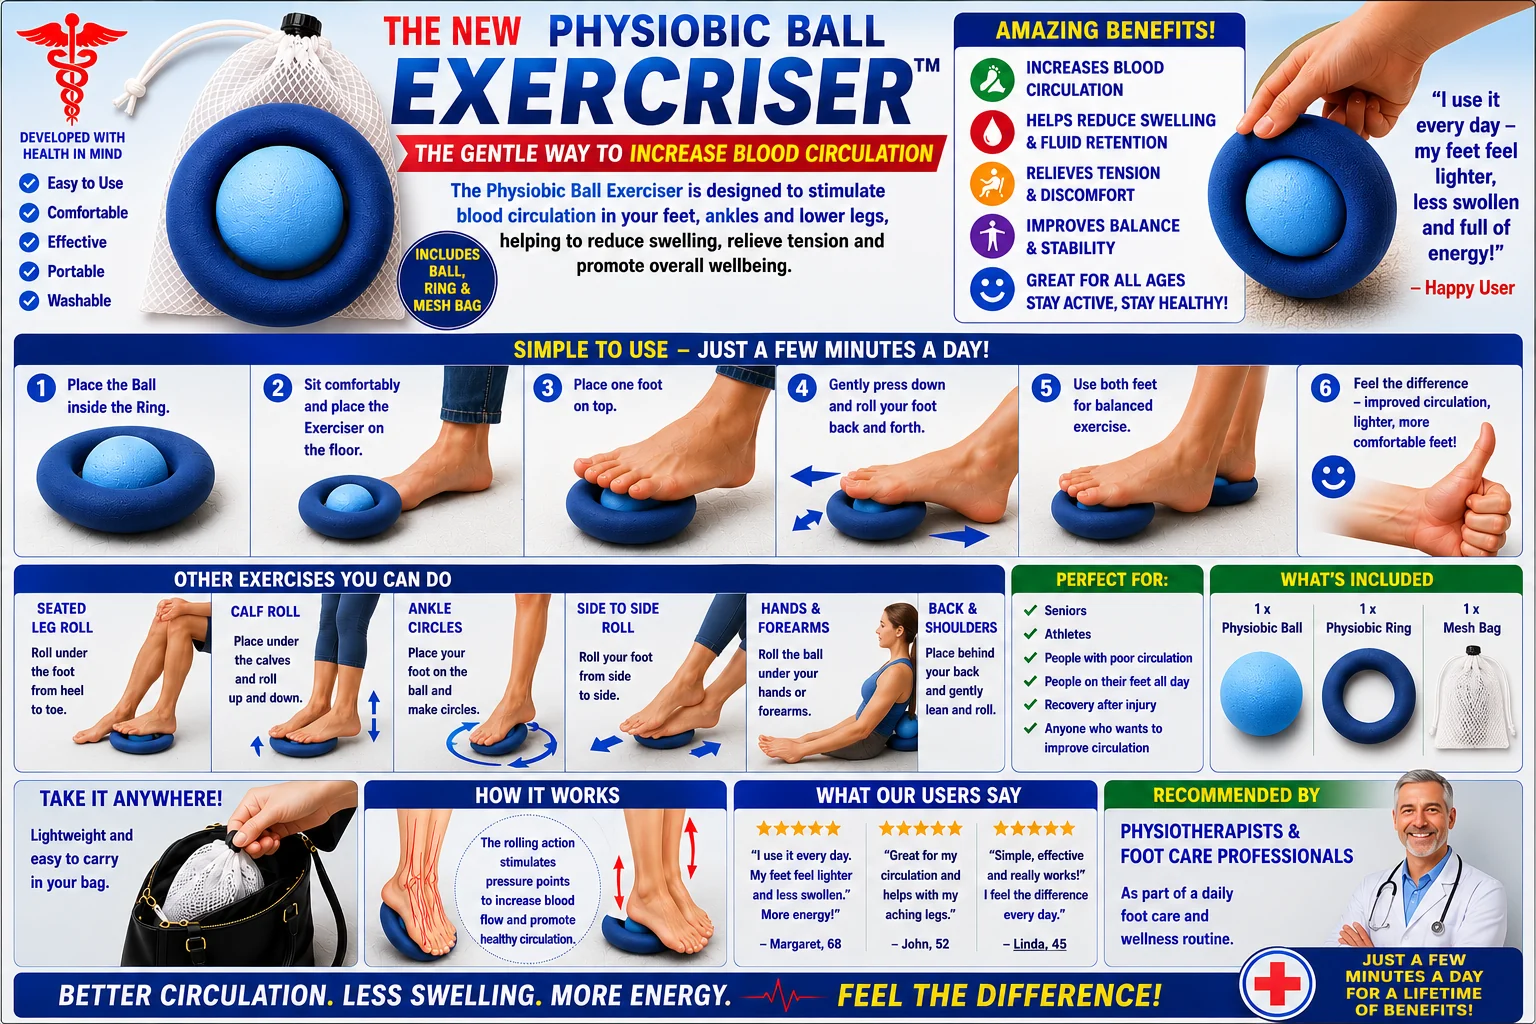 THE NEW PHYSIOBIC BALL
EXERCRISER™
THE GENTLE WAY TO INCREASE BLOOD CIRCULATION
The Physiobic Ball Exerciser is designed to stimulate
blood circulation in your feet, ankles and lower legs,
helping to reduce swelling, relieve tension and
promote overall wellbeing.
DEVELOPED WITH
HEALTH IN MIND
Easy to Use
Comfortable
Effective
Portable
Washable
INCLUDES
BALL,
RING &
MESH BAG
AMAZING BENEFITS!
INCREASES BLOOD
CIRCULATION
HELPS REDUCE SWELLING
& FLUID RETENTION
RELIEVES TENSION
& DISCOMFORT
IMPROVES BALANCE
& STABILITY
GREAT FOR ALL AGES
STAY ACTIVE, STAY HEALTHY!
“I use it
every day –
my feet feel
lighter,
less swollen
and full of
energy!”
– Happy User
SIMPLE TO USE – JUST A FEW MINUTES A DAY!
1
Place the Ball
inside the Ring.
2
Sit comfortably
and place the
Exerciser on
the floor.
3
Place one foot
on top.
4
Gently press down
and roll your foot
back and forth.
5
Use both feet
for balanced
exercise.
6
Feel the difference
– improved circulation,
lighter, more
comfortable feet!
OTHER EXERCISES YOU CAN DO
SEATED
LEG ROLL
Roll under
the foot
from heel
to toe.
CALF ROLL
Place under
the calves
and roll
up and down.
ANKLE
CIRCLES
Place your
foot on the
ball and
make circles.
SIDE TO SIDE
ROLL
Roll your foot
from side
to side.
HANDS &
FOREARMS
Roll the ball
under your
hands or
forearms.
BACK &
SHOULDERS
Place behind
your back
and gently
lean and roll.
PERFECT FOR:
Seniors
Athletes
People with poor circulation
People on their feet all day
Recovery after injury
Anyone who wants to
improve circulation
WHAT’S INCLUDED
1 x
Physiobic Ball
1 x
Physiobic Ring
1 x
Mesh Bag
TAKE IT ANYWHERE!
Lightweight and
easy to carry
in your bag.
HOW IT WORKS
The rolling action
stimulates
pressure points
to increase blood
flow and promote
healthy circulation.
WHAT OUR USERS SAY
“I use it every day.
My feet feel lighter
and less swollen.”
More energy!”
– Margaret, 68
“Great for my
circulation and
helps with my
aching legs.”
– John, 52
“Simple, effective
and really works!”
I feel the difference
every day.”
– Linda, 45
RECOMMENDED BY
PHYSIOTHERAPISTS &
FOOT CARE PROFESSIONALS
As part of a daily
foot care and
wellness routine.
BETTER CIRCULATION. LESS SWELLING. MORE ENERGY. FEEL THE DIFFERENCE!
JUST A FEW
MINUTES A DAY
FOR A LIFETIME
OF BENEFITS!